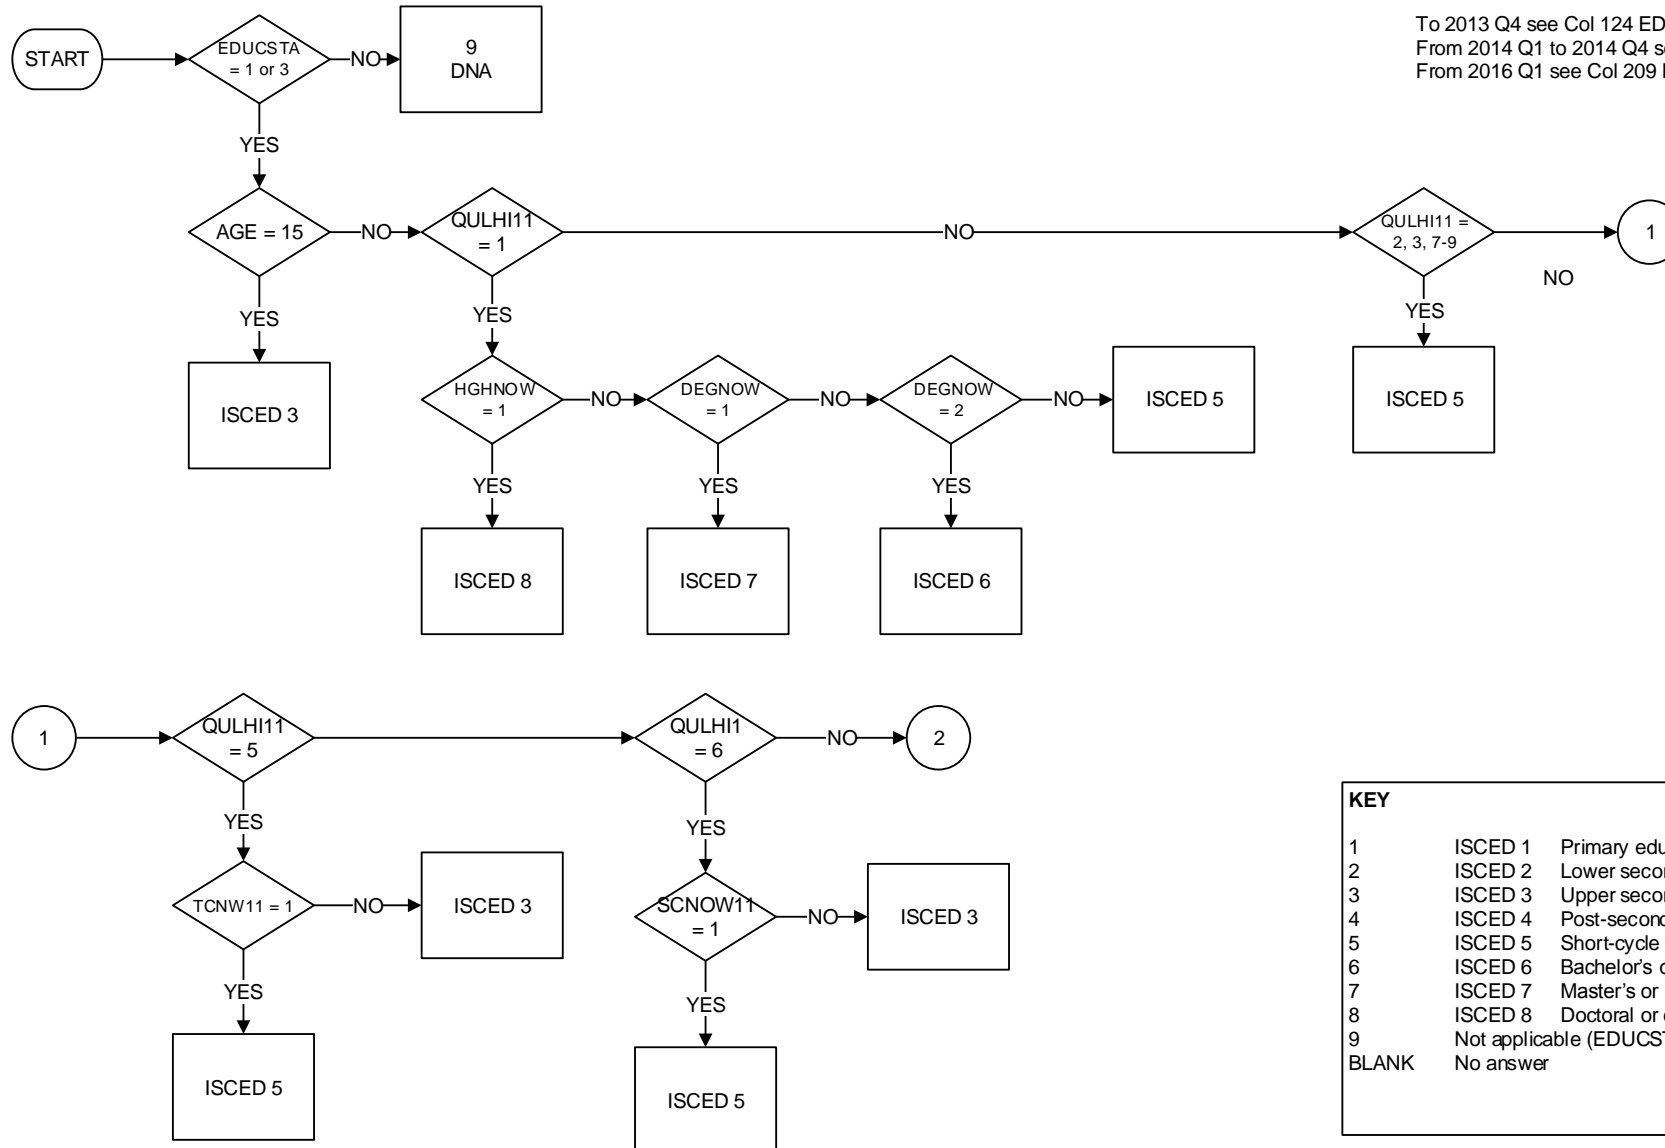 To 2013 Q4 see Col 124 ED
From 2014 Q1 to 2014 Q4 s
From 2016 Q1 see Col 209
START
EDUCSTA
= 1 or 3
NO
9
DNA
YES
AGE = 15
NO
QULHI11
= 1
NO
QULHI11 =
2, 3, 7-9
NO
1
YES
YES
YES
ISCED 3
HGHNOW
= 1
NO
DEGNOW
= 1
NO
DEGNOW
= 2
NO
ISCED 5
ISCED 5
YES
YES
YES
ISCED 8
ISCED 7
ISCED 6
1
QULHI11
= 5
QULHI1
= 6
NO
2
YES
YES
TCNW11 = 1
NO
ISCED 3
SCNOW11
= 1
NO
ISCED 3
YES
YES
ISCED 5
ISCED 5
KEY
1 ISCED 1 Primary edu
2 ISCED 2 Lower secon
3 ISCED 3 Upper secon
4 ISCED 4 Post-second
5 ISCED 5 Short-cycle
6 ISCED 6 Bachelor's o
7 ISCED 7 Master's or
8 ISCED 8 Doctoral or
9 Not applicable (EDUCST
BLANK No answer